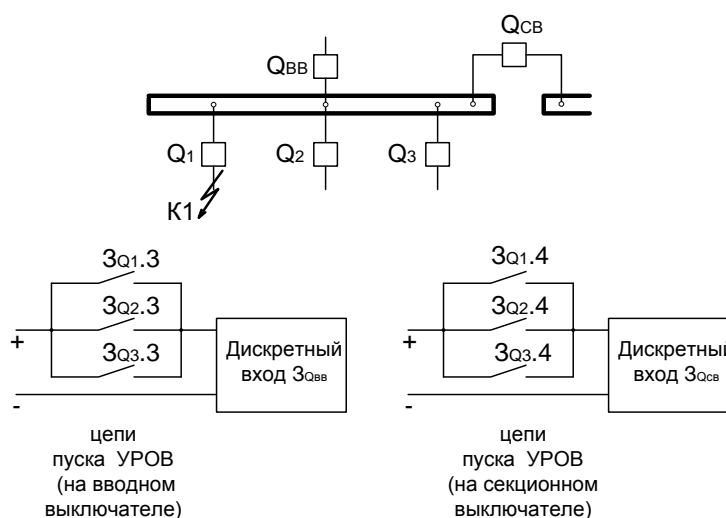 QСВ
QВВ
Q1
Q2
Q3
К1
ЗQ1.3
ЗQ2.3
ЗQ3.3
+
-
Дискретный
вход ЗQвв
цепи
пуска УРОВ
(на вводном
выключателе)
ЗQ1.4
ЗQ2.4
ЗQ3.4
+
-
Дискретный
вход ЗQсв
цепи
пуска УРОВ
(на секционном
выключателе)